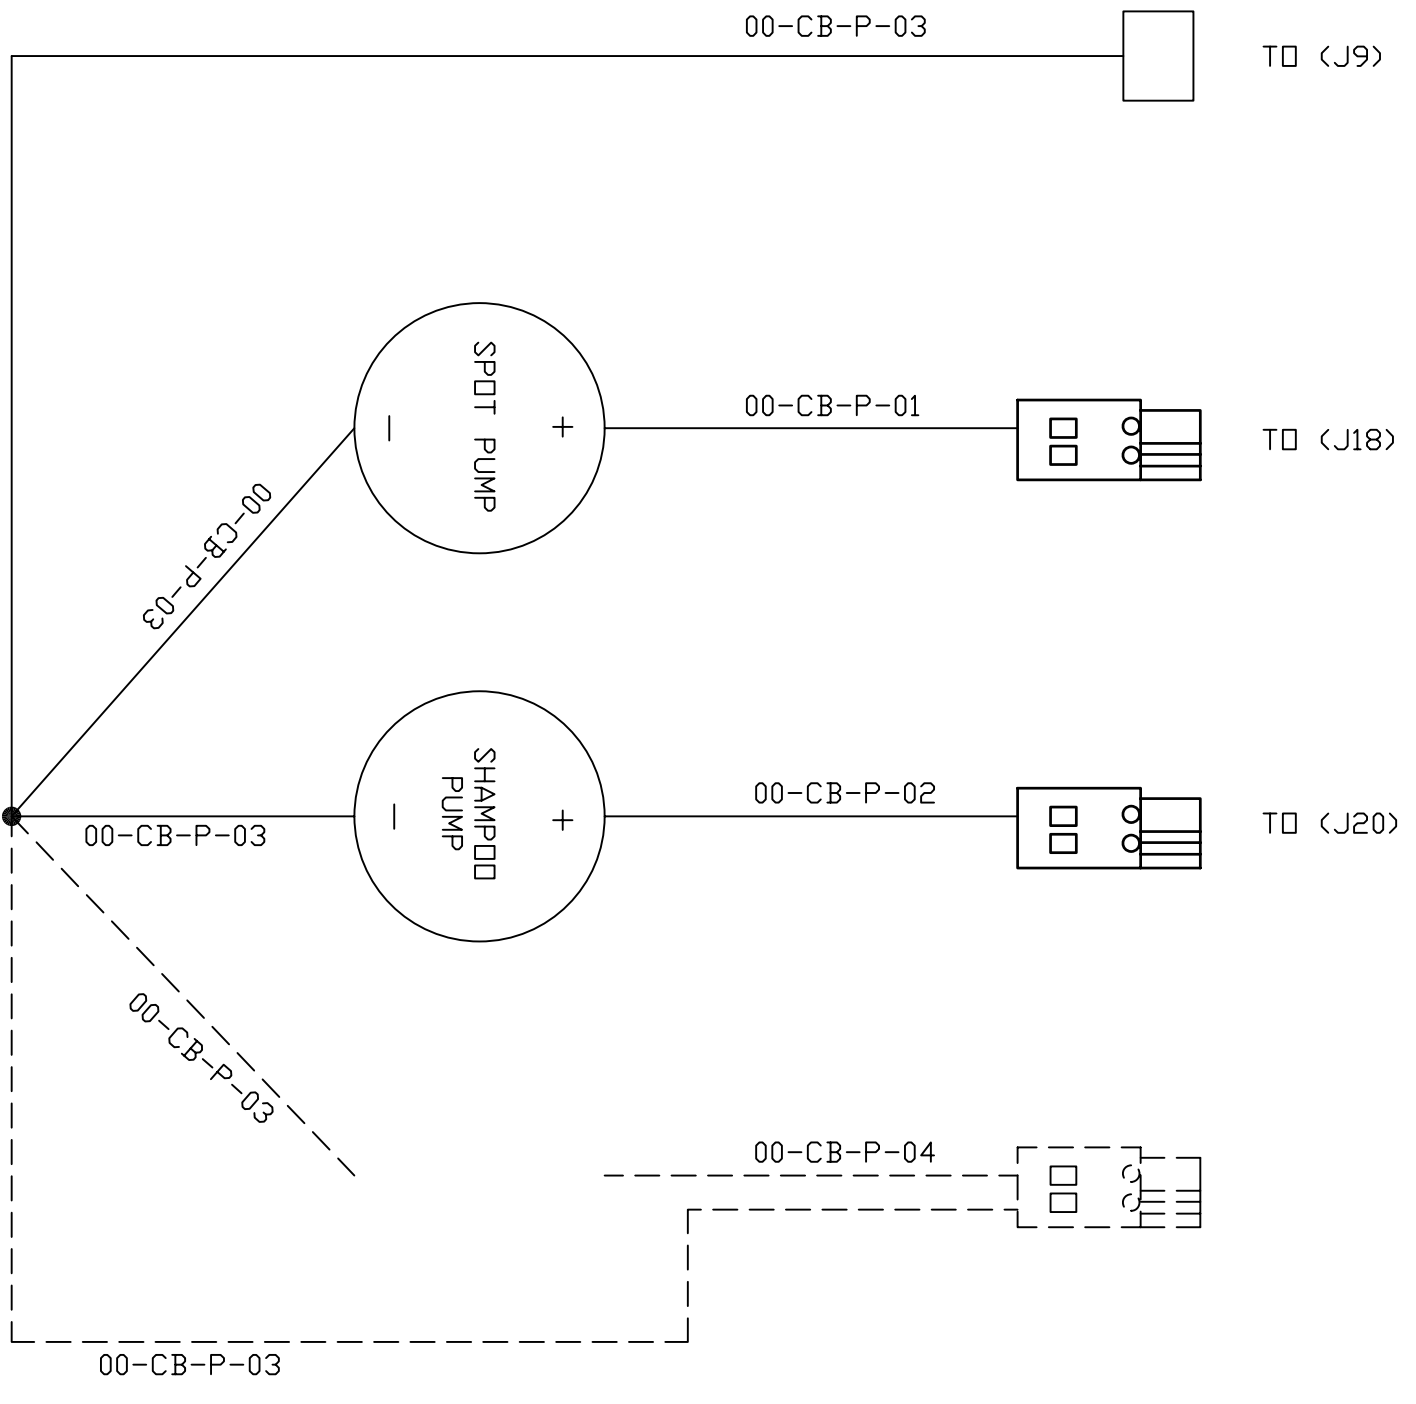 00-CB-P-03
TO (J9)
SPOT PUMP
- +
00-CB-P-01
TO (J18)
00-CB-P-03
SHAMPOO
PUMP
- +
00-CB-P-02
TO (J20)
00-CB-P-03
00-CB-P-03
00-CB-P-04
00-CB-P-03